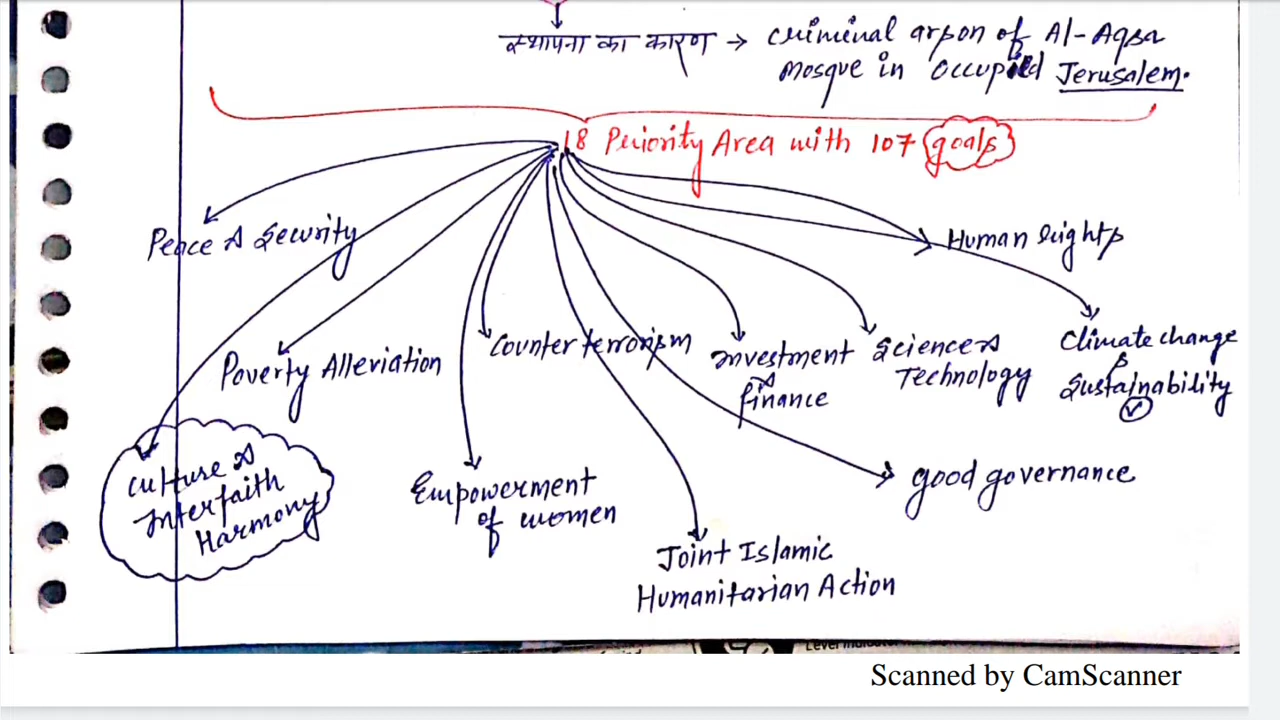 स्थापना का कारण → criminal arson of Al-Aqsa
Mosque in Occupied Jerusalem.
18 Periority Area with 107 goals
Peace & Security
Human rights
Counter terrorism
Investment
&
finance
Science &
Technology
Climate change
&
Sustainability
Poverty Alleviation
Culture &
Interfaith
Harmony
Empowerment
of women
good governance
Joint Islamic
Humanitarian Action
Scanned by CamScanner